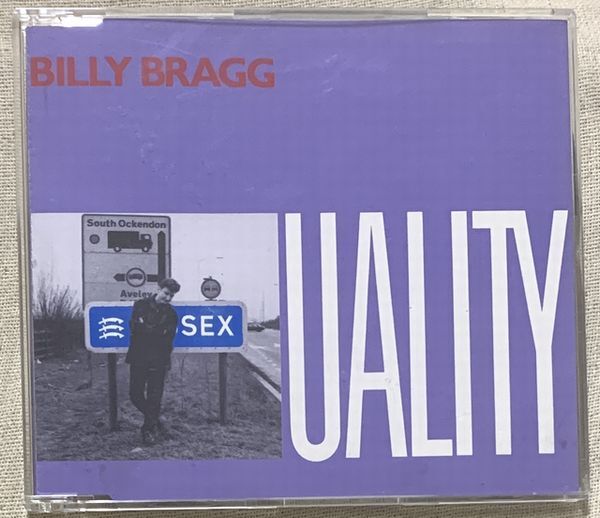 BILLY BRAGG
South Ockendon
Aveley
SEX
UALITY